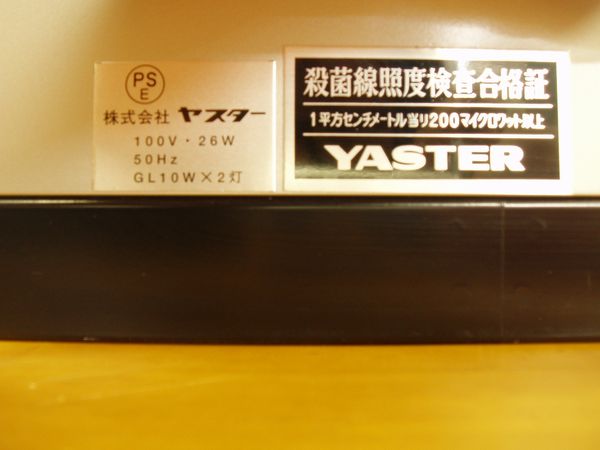 PS
E
株式会社 ヤスター
100V・26W
50Hz
GL10W×2灯
殺菌線照度検査合格証
1平方センチメートル当り200マイクロワット以上
YASTER